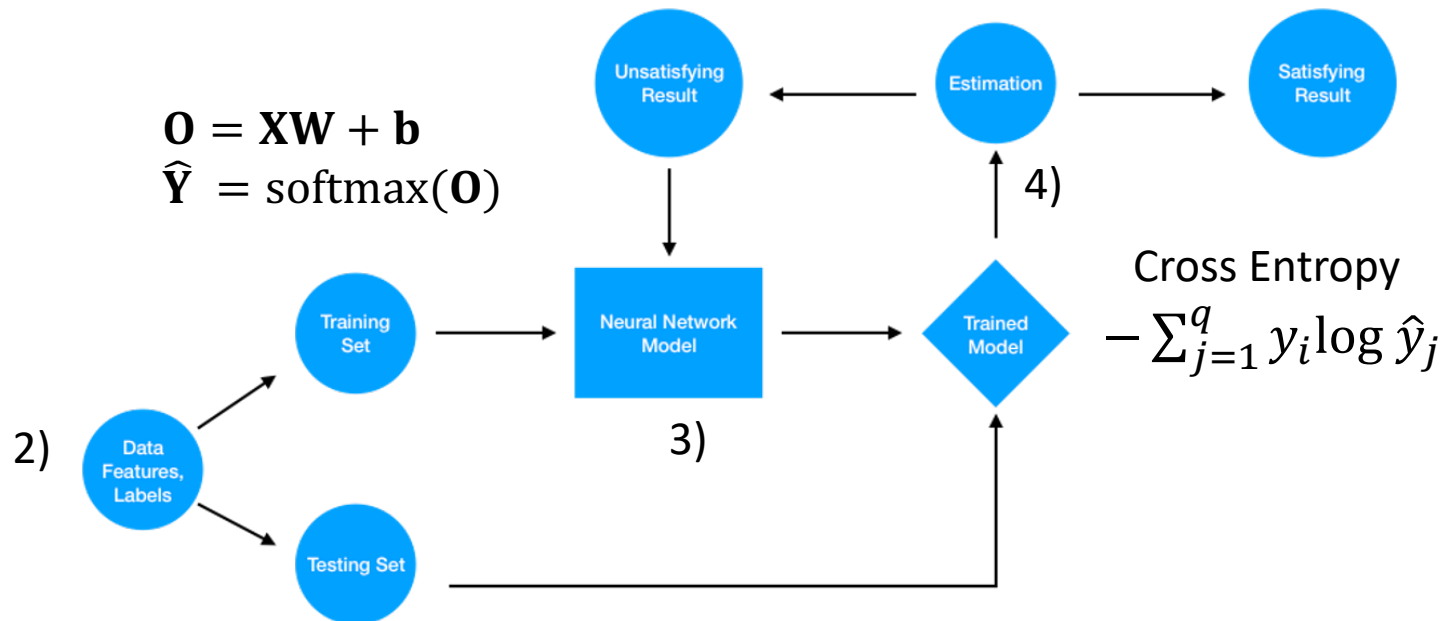 Unsatisfying
Result
Estimation
Satisfying
Result
𝐎 = 𝐗𝐖 + 𝐛
𝐘̂ = softmax(𝐎)
4)
Training
Set
Neural Network
Model
Trained
Model
Cross Entropy
− ∑_{j=1}^{q} y_i log ŷ_j
2)
Data
Features,
Labels
3)
Testing Set